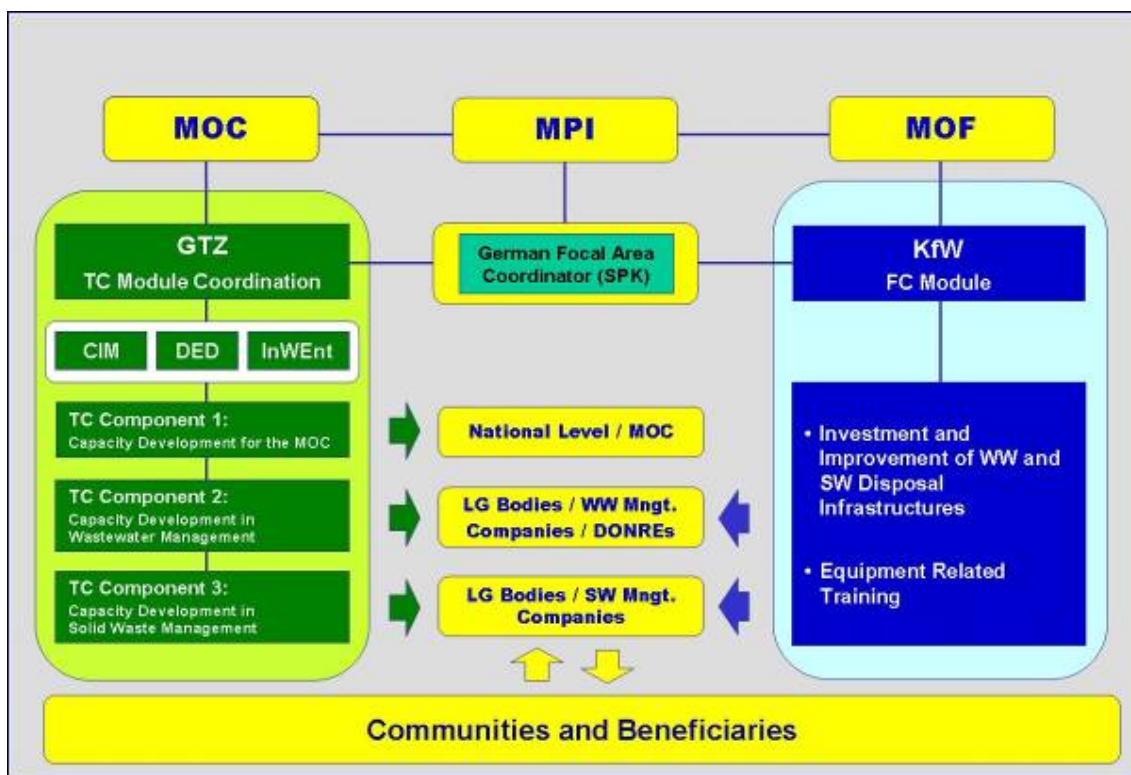 MOC
MPI
MOF
GTZ
TC Module Coordination
German Focal Area
Coordinator (SPK)
KfW
FC Module
CIM
DED
InWEnt
TC Component 1:
Capacity Development for the MOC
National Level / MOC
TC Component 2:
Capacity Development in
Wastewater Management
LG Bodies / WW Mngt.
Companies / DONREs
TC Component 3:
Capacity Development in
Solid Waste Management
LG Bodies / SW Mngt.
Companies
• Investment and
Improvement of WW and
SW Disposal
Infrastructures
• Equipment Related
Training
Communities and Beneficiaries